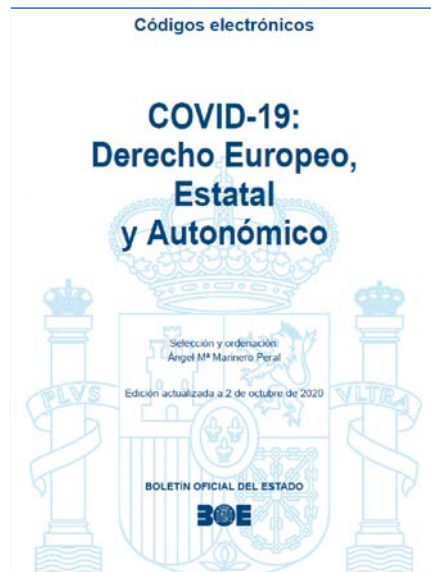 Códigos electrónicos
COVID-19:
Derecho Europeo,
Estatal
y Autonómico
Selección y ordenación:
Ángel Mª Marinero Peral
Edición actualizada a 2 de octubre de 2020
PLVS
VLTRA
BOLETÍN OFICIAL DEL ESTADO
BOE